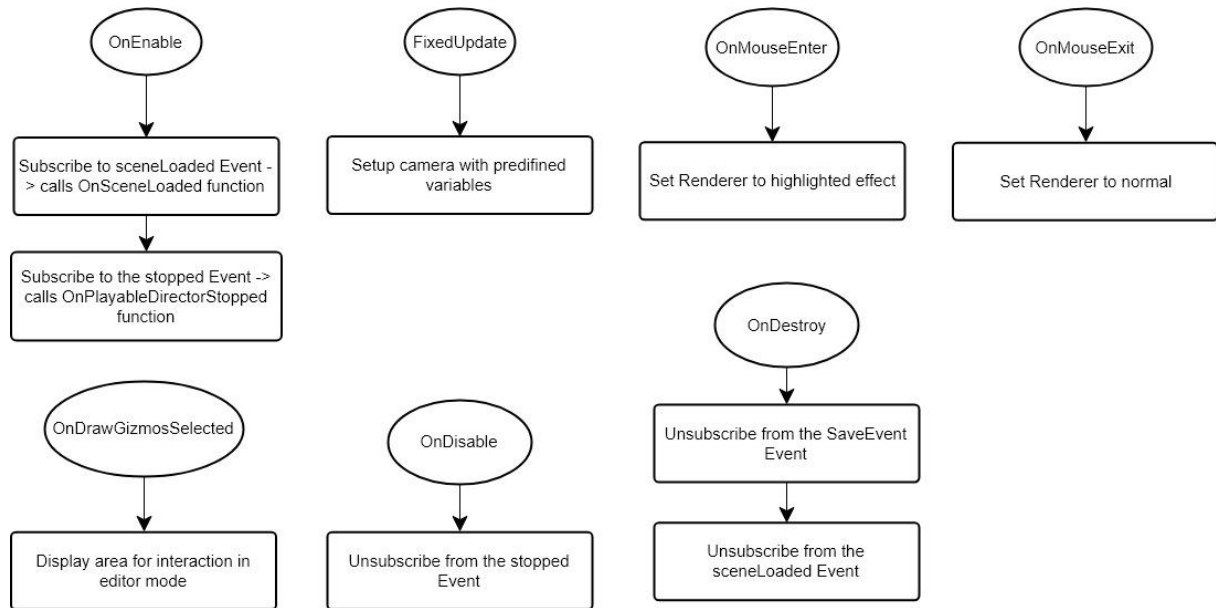 OnEnable
FixedUpdate
OnMouseEnter
OnMouseExit
Subscribe to sceneLoaded Event -
> calls OnSceneLoaded function
Setup camera with predifined
variables
Set Renderer to highlighted effect
Set Renderer to normal
Subscribe to the stopped Event ->
calls OnPlayableDirectorStopped
function
OnDestroy
OnDrawGizmosSelected
OnDisable
Unsubscribe from the SaveEvent
Event
Display area for interaction in
editor mode
Unsubscribe from the stopped
Event
Unsubscribe from the
sceneLoaded Event